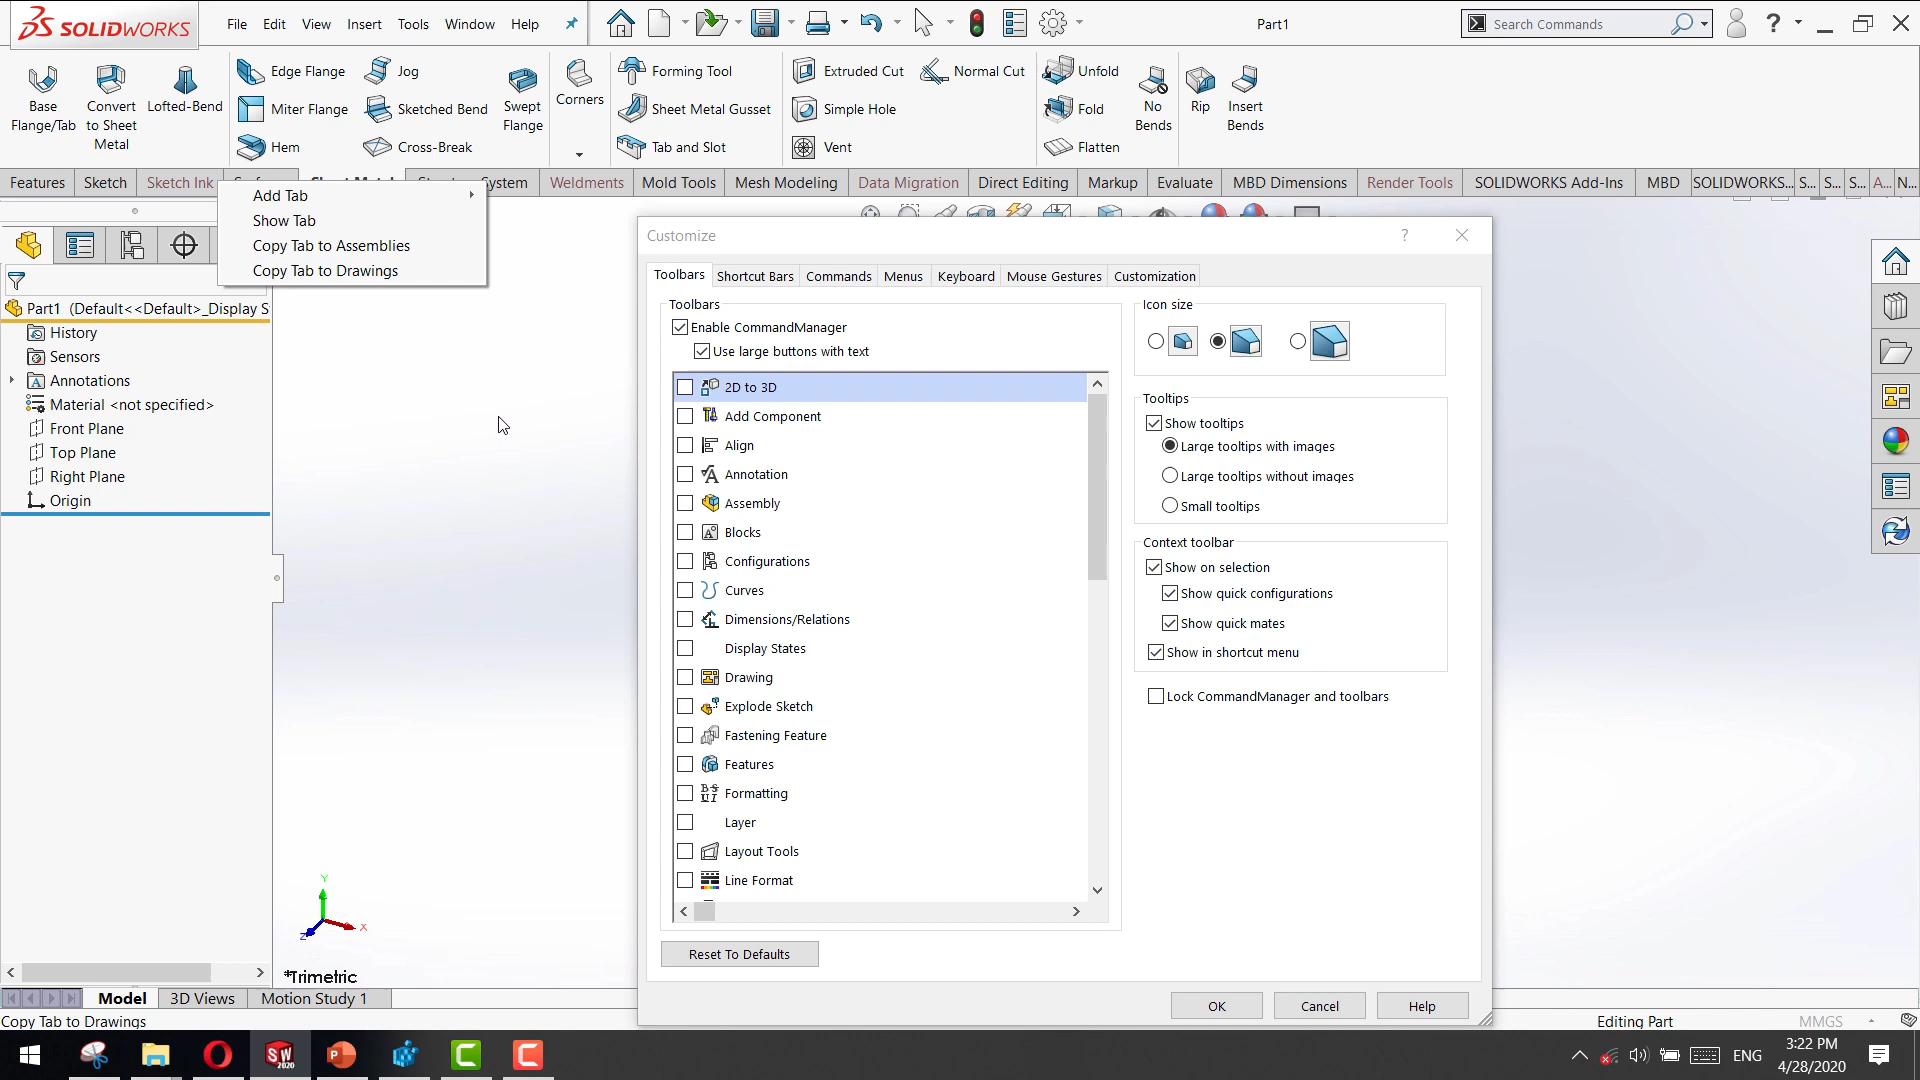 SOLIDWORKS
File Edit View Insert Tools Window Help
Part1
Search Commands
?
Base Flange/Tab
Convert to Sheet Metal
Lofted-Bend
Edge Flange
Miter Flange
Hem
Jog
Sketched Bend
Cross-Break
Swept Flange
Corners
Forming Tool
Sheet Metal Gusset
Tab and Slot
Extruded Cut
Simple Hole
Vent
Normal Cut
Unfold
Fold
Flatten
No Bends
Rip
Insert Bends
Features Sketch Sketch Ink System Weldments Mold Tools Mesh Modeling Data Migration Direct Editing Markup Evaluate MBD Dimensions Render Tools SOLIDWORKS Add-Ins MBD SOLIDWORKS... S... S... S... A... N...
Add Tab
Show Tab
Copy Tab to Assemblies
Copy Tab to Drawings
Part1 (Default<<Default>_Display S
History
Sensors
Annotations
Material <not specified>
Front Plane
Top Plane
Right Plane
Origin
Customize
?
Toolbars Shortcut Bars Commands Menus Keyboard Mouse Gestures Customization
Toolbars
Enable CommandManager
Use large buttons with text
2D to 3D
Add Component
Align
Annotation
Assembly
Blocks
Configurations
Curves
Dimensions/Relations
Display States
Drawing
Explode Sketch
Fastening Feature
Features
Formatting
Layer
Layout Tools
Line Format
Reset To Defaults
Icon size
Tooltips
Show tooltips
Large tooltips with images
Large tooltips without images
Small tooltips
Context toolbar
Show on selection
Show quick configurations
Show quick mates
Show in shortcut menu
Lock CommandManager and toolbars
OK Cancel Help
Y
X
Z
*Trimetric
Model 3D Views Motion Study 1
Copy Tab to Drawings
Editing Part
MMGS
SW 2020
ENG
3:22 PM
4/28/2020